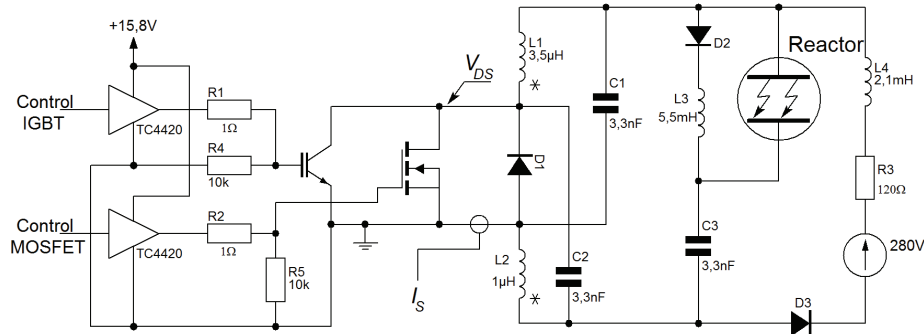 +15,8V
Control
IGBT
TC4420
R1
1Ω
R4
10k
Control
MOSFET
TC4420
R2
1Ω
R5
10k
V
DS
I
S
L1
3,5µH
*
D1
L2
1µH
*
C1
3,3nF
C2
3,3nF
D2
L3
5,5mH
C3
3,3nF
Reactor
L4
2,1mH
R3
120Ω
280V
D3